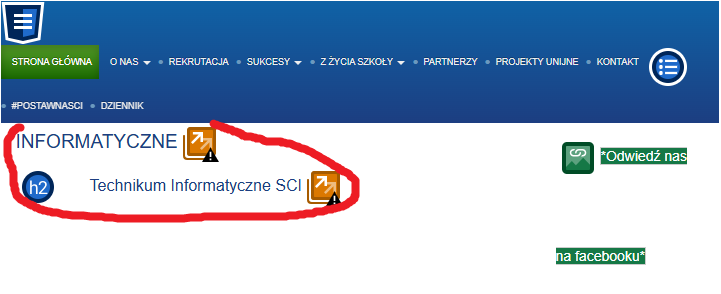 STRONA GŁÓWNA O NAS REKRUTACJA SUKCESY Z ŻYCIA SZKOŁY PARTNERZY PROJEKTY UNIJNE KONTAKT
#POSTAWNASCI DZIENNIK
INFORMATYCZNE
*Odwiedź nas
h2 Technikum Informatyczne SCI
na facebooku*